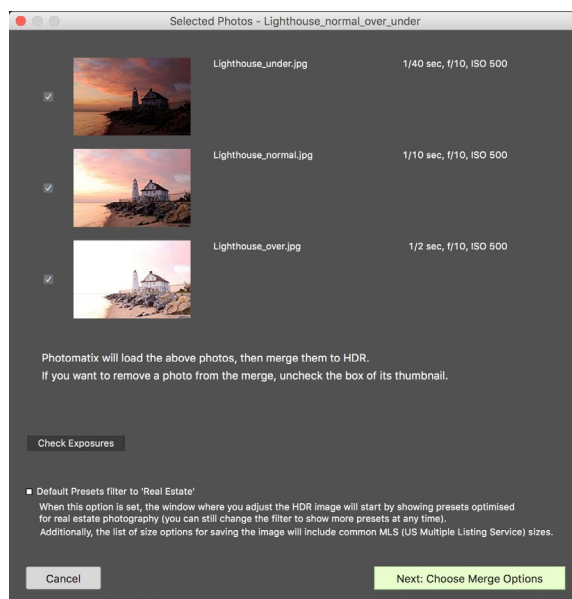 Selected Photos - Lighthouse_normal_over_under
Lighthouse_under.jpg 1/40 sec, f/10, ISO 500
Lighthouse_normal.jpg 1/10 sec, f/10, ISO 500
Lighthouse_over.jpg 1/2 sec, f/10, ISO 500
Photomatix will load the above photos, then merge them to HDR.
If you want to remove a photo from the merge, uncheck the box of its thumbnail.
Check Exposures
Default Presets filter to 'Real Estate'
When this option is set, the window where you adjust the HDR image will start by showing presets optimised
for real estate photography (you can still change the filter to show more presets at any time).
Additionally, the list of size options for saving the image will include common MLS (US Multiple Listing Service) sizes.
Cancel Next: Choose Merge Options